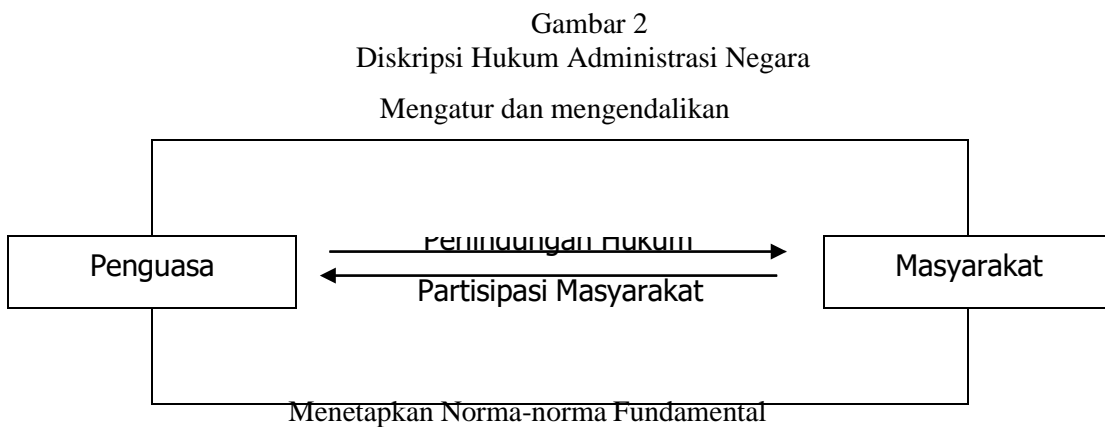 Gambar 2
Diskripsi Hukum Administrasi Negara
Mengatur dan mengendalikan
Penguasa
Perlindungan Hukum
Partisipasi Masyarakat
Masyarakat
Menetapkan Norma-norma Fundamental